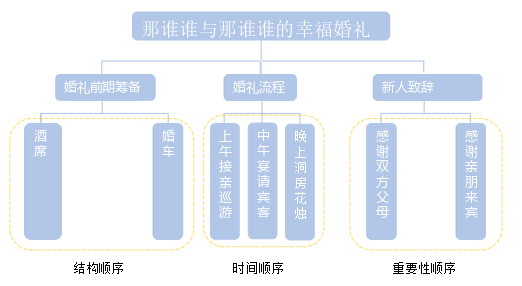 那谁谁与那谁谁的幸福婚礼
婚礼前期筹备
婚礼流程
新人致辞
酒席
婚车
上午接亲巡游
中午宴请宾客
晚上洞房花烛
感谢双方父母
感谢亲朋来宾
结构顺序
时间顺序
重要性顺序